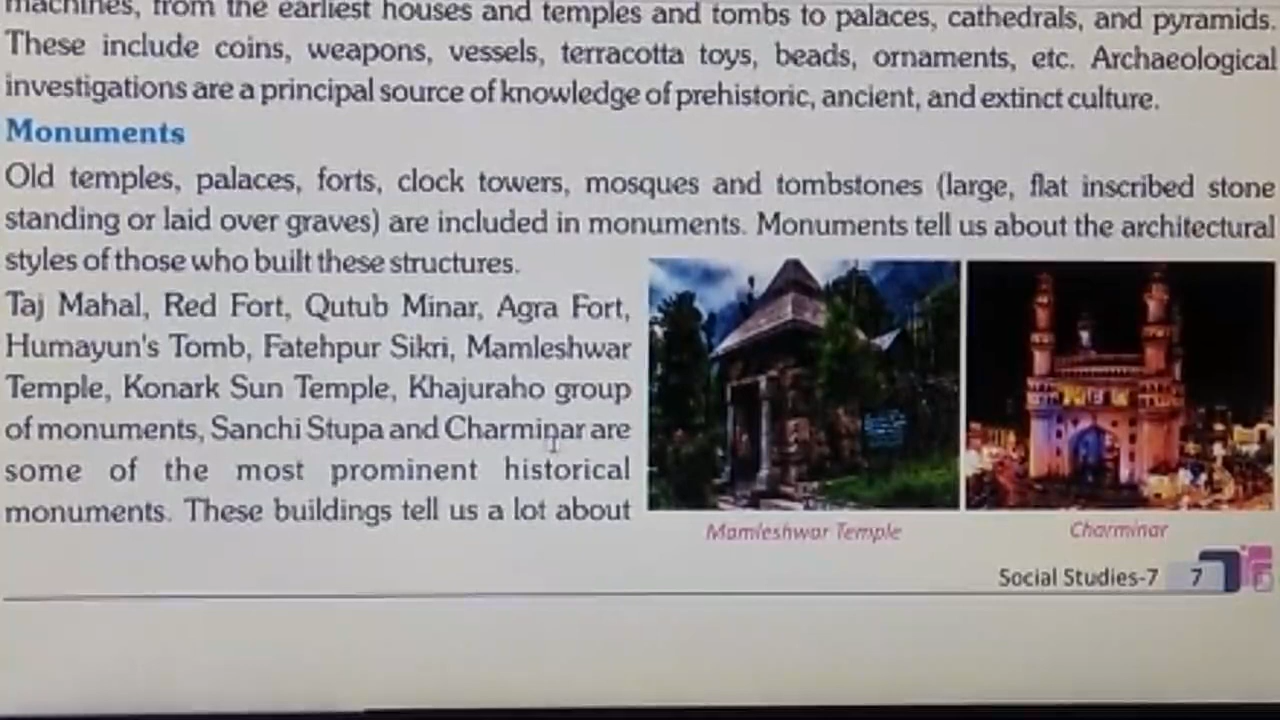 machines, from the earliest houses and temples and tombs to palaces, cathedrals, and pyramids.
These include coins, weapons, vessels, terracotta toys, beads, ornaments, etc. Archaeological
investigations are a principal source of knowledge of prehistoric, ancient, and extinct culture.
Monuments
Old temples, palaces, forts, clock towers, mosques and tombstones (large, flat inscribed stone
standing or laid over graves) are included in monuments. Monuments tell us about the architectural
styles of those who built these structures.
Taj Mahal, Red Fort, Qutub Minar, Agra Fort,
Humayun's Tomb, Fatehpur Sikri, Mamleshwar
Temple, Konark Sun Temple, Khajuraho group
of monuments, Sanchi Stupa and Charminar are
some of the most prominent historical
monuments. These buildings tell us a lot about
Mamleshwar Temple
Charminar
Social Studies-7 7